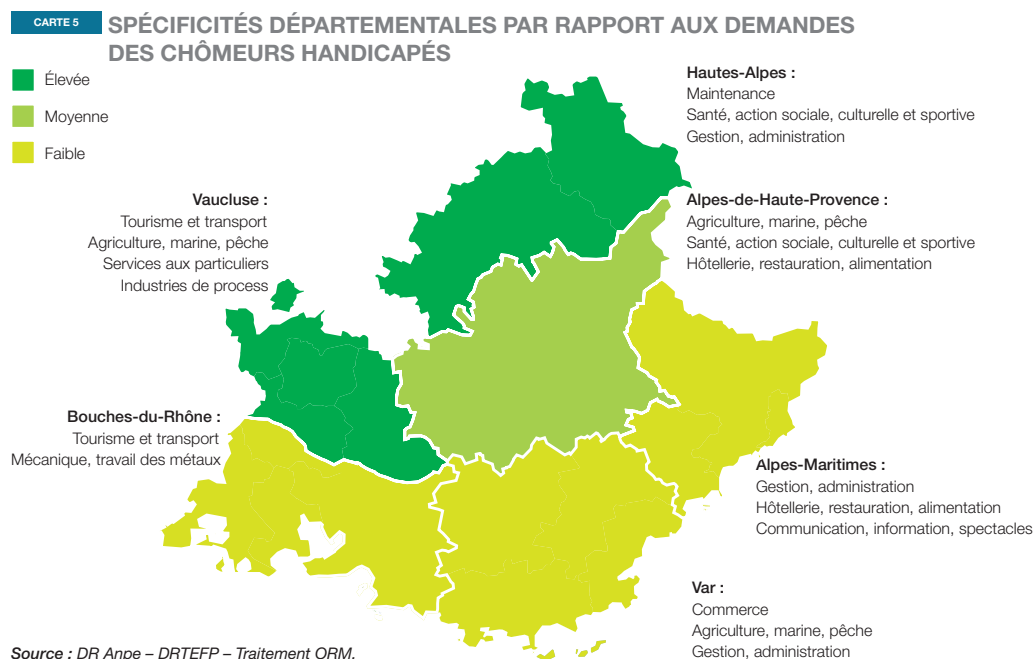 CARTE 5
SPÉCIFICITÉS DÉPARTEMENTALES PAR RAPPORT AUX DEMANDES
DES CHÔMEURS HANDICAPÉS
Élevée
Moyenne
Faible
Hautes-Alpes :
Maintenance
Santé, action sociale, culturelle et sportive
Gestion, administration
Vaucluse :
Tourisme et transport
Agriculture, marine, pêche
Services aux particuliers
Industries de process
Alpes-de-Haute-Provence :
Agriculture, marine, pêche
Santé, action sociale, culturelle et sportive
Hôtellerie, restauration, alimentation
Bouches-du-Rhône :
Tourisme et transport
Mécanique, travail des métaux
Alpes-Maritimes :
Gestion, administration
Hôtellerie, restauration, alimentation
Communication, information, spectacles
Var :
Commerce
Agriculture, marine, pêche
Gestion, administration
Source : DR Anpe – DRTEFP – Traitement ORM.